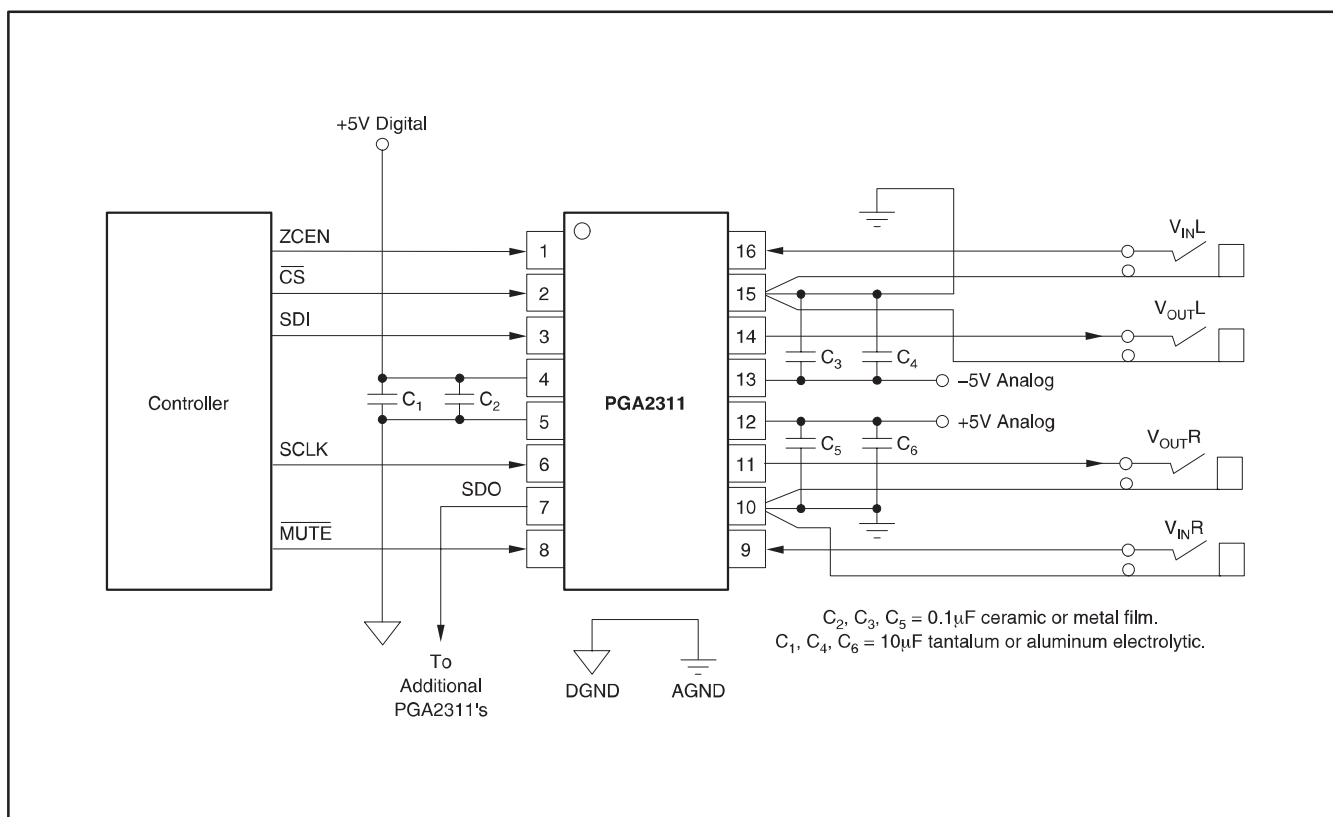 +5V Digital
Controller
ZCEN
CS
SDI
SCLK
SDO
MUTE
C1
C2
1
2
3
4
5
6
7
8
PGA2311
16
15
14
13
12
11
10
9
C3
C4
–5V Analog
+5V Analog
C5
C6
VINL
VOUTL
VOUTR
VINR
To
Additional
PGA2311's
DGND
AGND
C2, C3, C5 = 0.1μF ceramic or metal film.
C1, C4, C6 = 10μF tantalum or aluminum electrolytic.